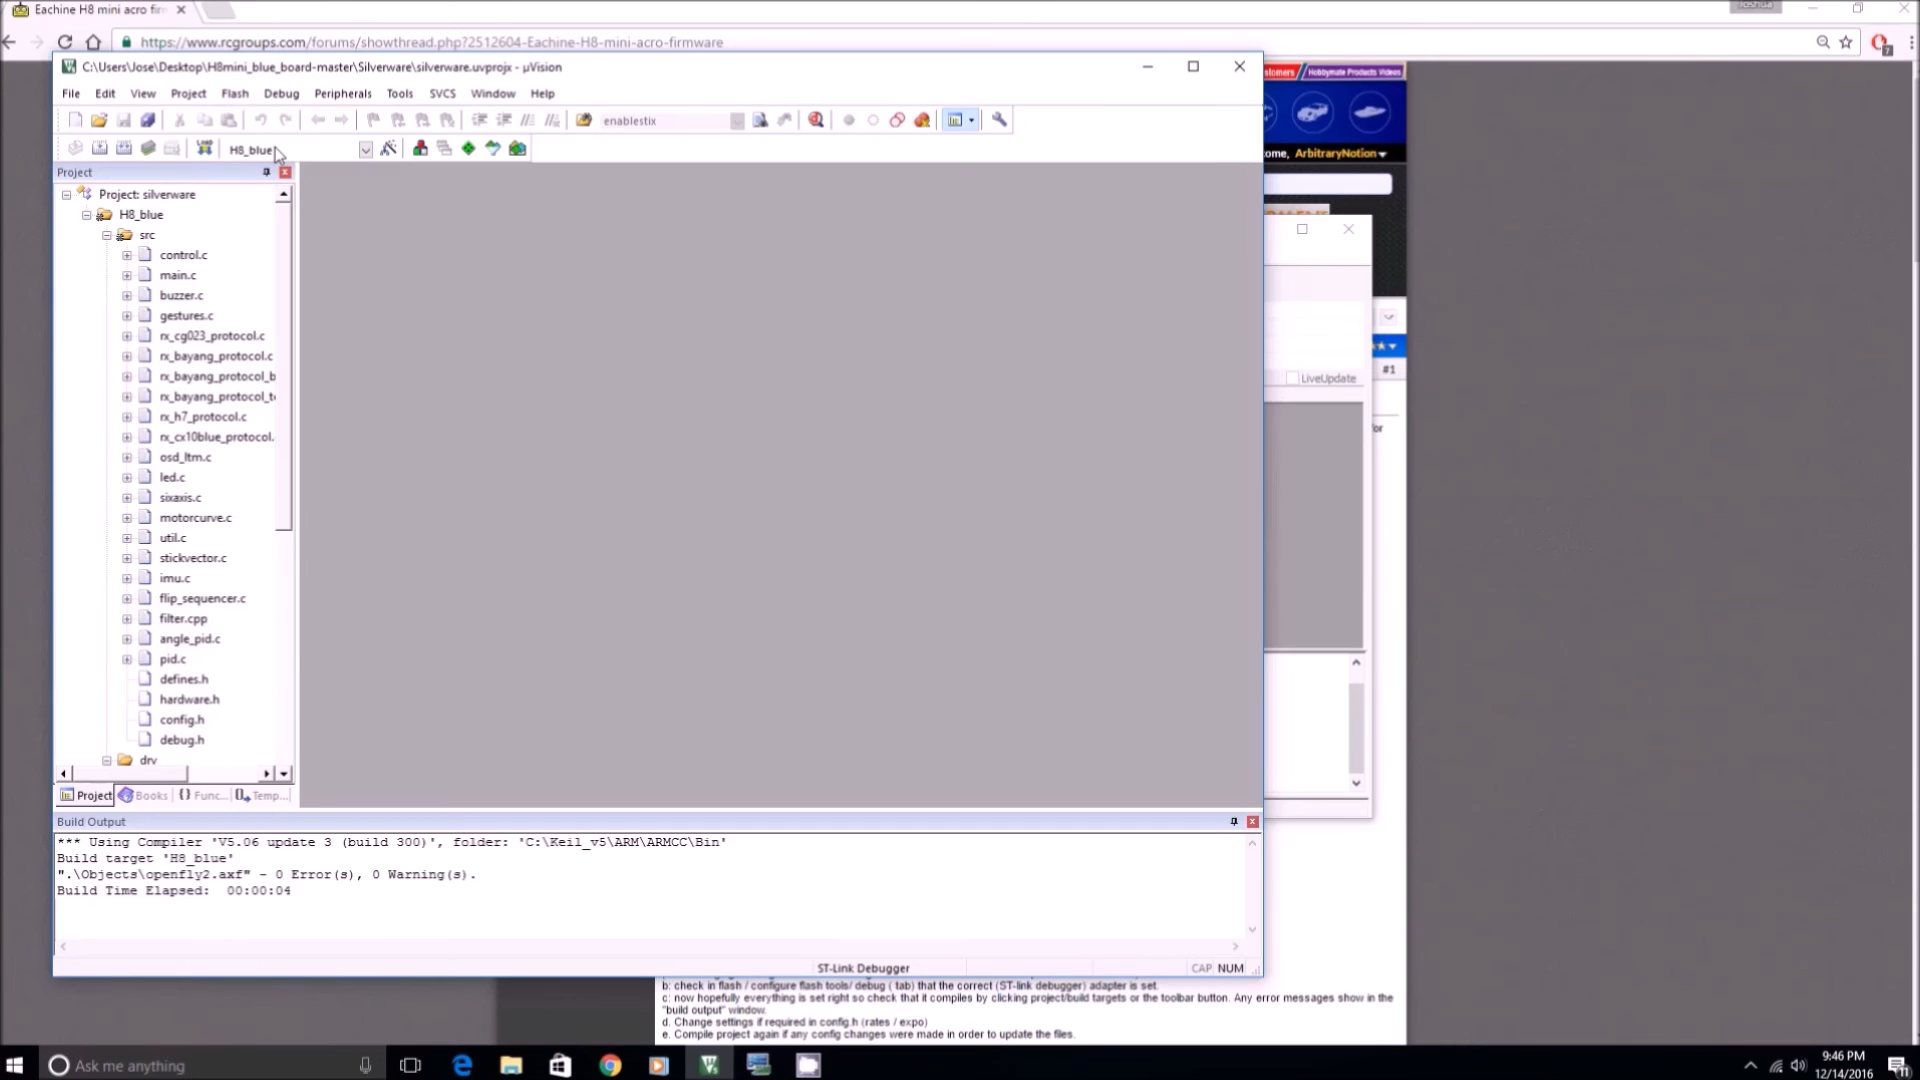 Eachine H8 mini acro fir
https://www.rcgroups.com/forums/showthread.php?2512604-Eachine-H8-mini-acro-firmware
C:\Users\Jose\Desktop\H8mini_blue_board-master\Silverware\silverware.uvprojx - µVision
File Edit View Project Flash Debug Peripherals Tools SVCS Window Help
enablestix
LOAD
H8_blue
Hobbymate Products Videos
ome, ArbitraryNotion
Project
Project: silverware
H8_blue
src
control.c
main.c
buzzer.c
gestures.c
rx_cg023_protocol.c
rx_bayang_protocol.c
rx_bayang_protocol_b
rx_bayang_protocol_t
rx_h7_protocol.c
rx_cx10blue_protocol.
osd_ltm.c
led.c
sixaxis.c
motorcurve.c
util.c
stickvector.c
imu.c
flip_sequencer.c
filter.cpp
angle_pid.c
pid.c
defines.h
hardware.h
config.h
debug.h
drv
#1
LiveUpdate
for
Project Books Func... Temp...
Build Output
*** Using Compiler 'V5.06 update 3 (build 300)', folder: 'C:\Keil_v5\ARM\ARMCC\Bin'
Build target 'H8_blue'
".\Objects\openfly2.axf" - 0 Error(s), 0 Warning(s).
Build Time Elapsed: 00:00:04
ST-Link Debugger CAP NUM
b: check in flash / configure flash tools/ debug ( tab) that the correct (ST-link debugger) adapter is set.
c: now hopefully everything is set right so check that it compiles by clicking project/build targets or the toolbar button. Any error messages show in the
"build output" window.
d. Change settings if required in config.h (rates / expo)
e. Compile project again if any config changes were made in order to update the files.
Ask me anything
9:46 PM
12/14/2016